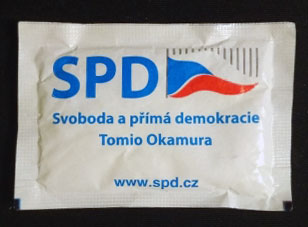 SPD
Svoboda a přímá demokracie
Tomio Okamura
www.spd.cz